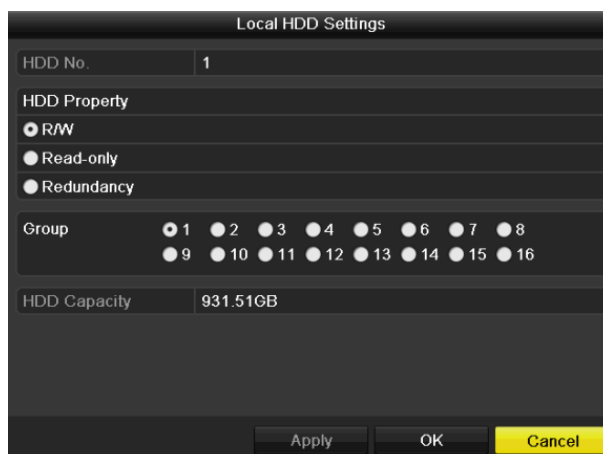 Local HDD Settings
HDD No. 1
HDD Property
R/W
Read-only
Redundancy
Group 1 2 3 4 5 6 7 8
9 10 11 12 13 14 15 16
HDD Capacity 931.51GB
Apply OK Cancel